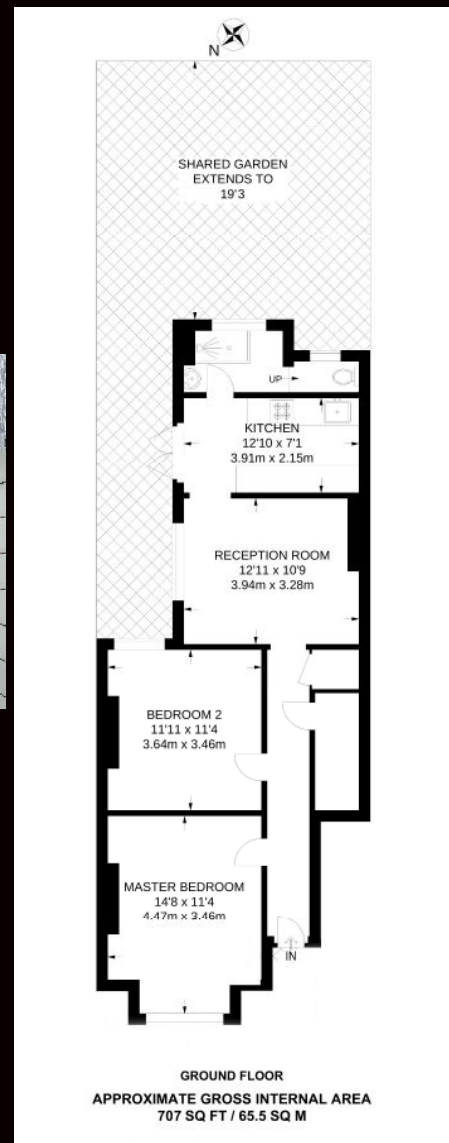 N
SHARED GARDEN
EXTENDS TO
19'3
UP
KITCHEN
12'10 x 7'1
3.91m x 2.15m
RECEPTION ROOM
12'11 x 10'9
3.94m x 3.28m
BEDROOM 2
11'11 x 11'4
3.64m x 3.46m
MASTER BEDROOM
14'8 x 11'4
4.47m x 3.46m
IN
GROUND FLOOR
APPROXIMATE GROSS INTERNAL AREA
707 SQ FT / 65.5 SQ M